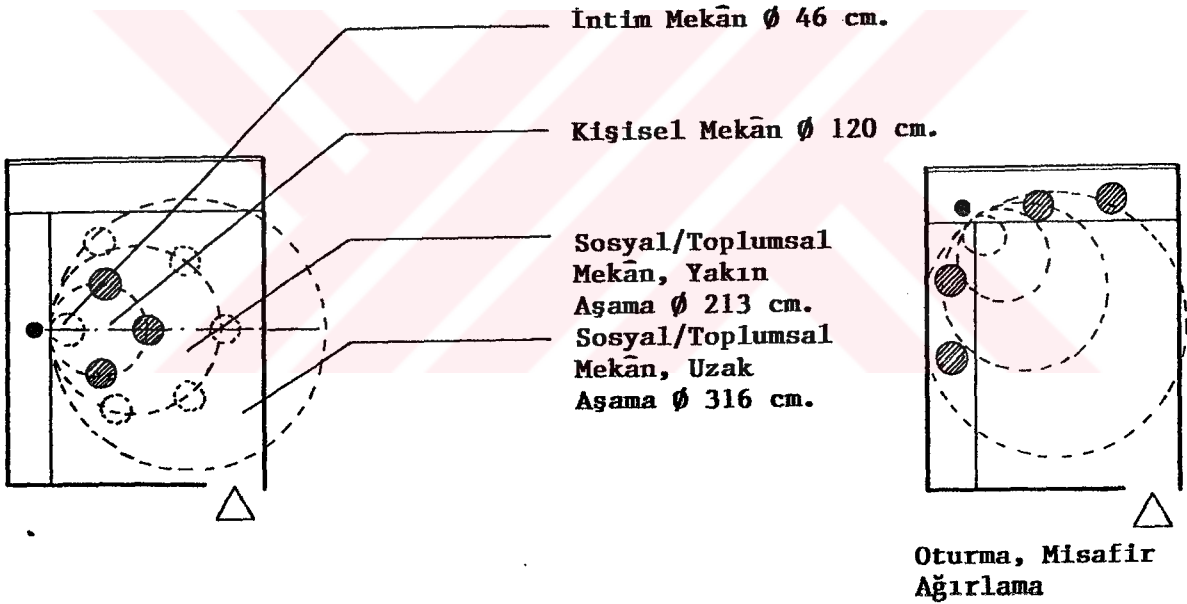 İntim Mekân Ø 46 cm.
Kişisel Mekân Ø 120 cm.
Sosyal/Toplumsal
Mekân, Yakın
Aşama Ø 213 cm.
Sosyal/Toplumsal
Mekân, Uzak
Aşama Ø 316 cm.
Oturma, Misafir
Ağırlama